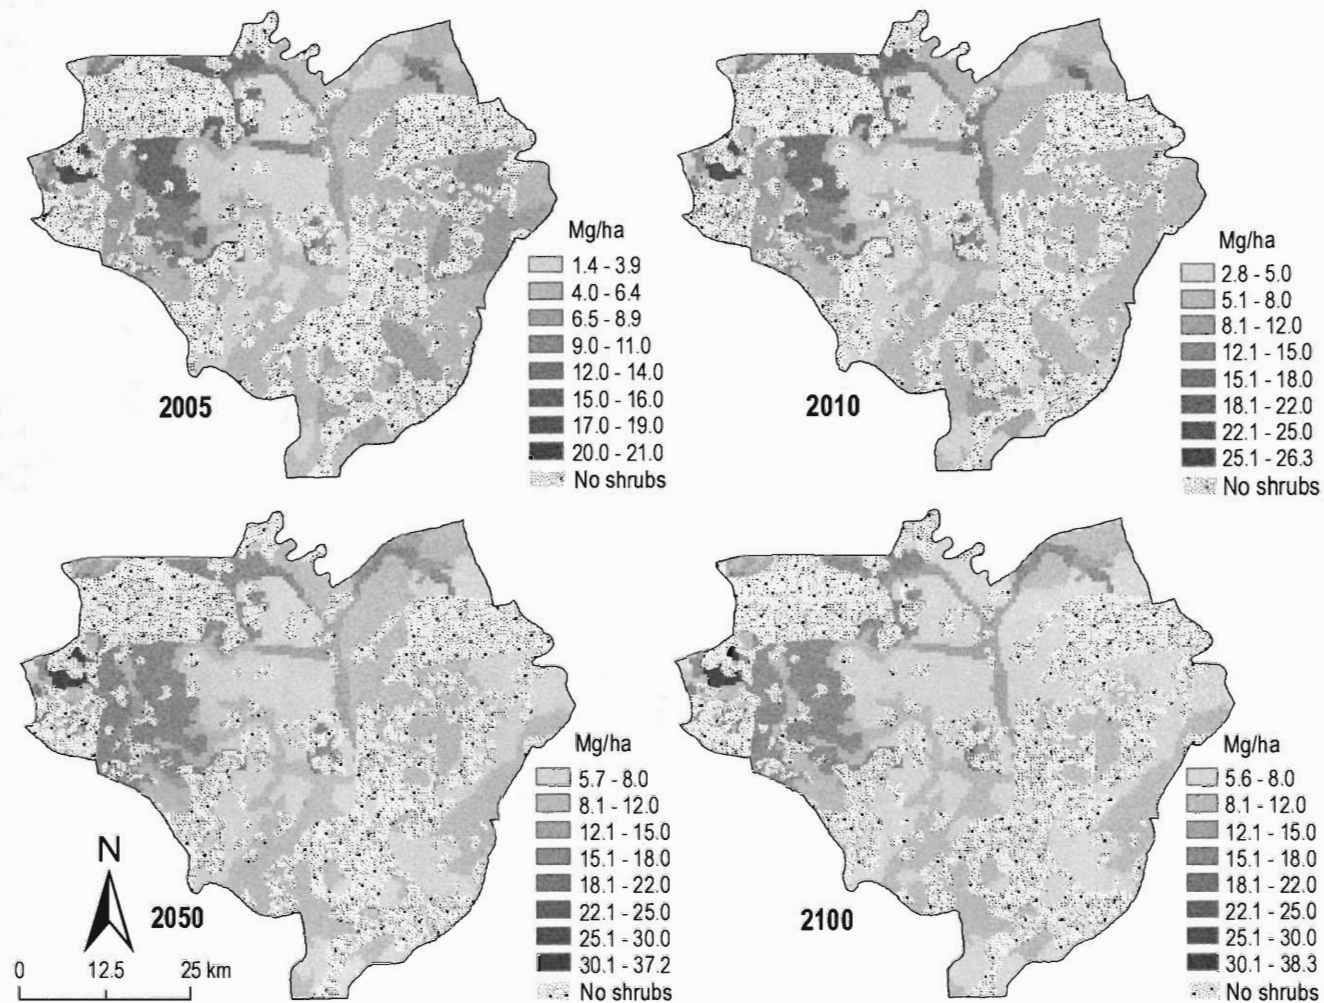 Mg/ha
1.4 - 3.9
4.0 - 6.4
6.5 - 8.9
9.0 - 11.0
12.0 - 14.0
15.0 - 16.0
17.0 - 19.0
20.0 - 21.0
No shrubs
2005
Mg/ha
2.8 - 5.0
5.1 - 8.0
8.1 - 12.0
12.1 - 15.0
15.1 - 18.0
18.1 - 22.0
22.1 - 25.0
25.1 - 26.3
No shrubs
2010
Mg/ha
5.7 - 8.0
8.1 - 12.0
12.1 - 15.0
15.1 - 18.0
18.1 - 22.0
22.1 - 25.0
25.1 - 30.0
30.1 - 37.2
No shrubs
N
2050
0 12.5 25 km
Mg/ha
5.6 - 8.0
8.1 - 12.0
12.1 - 15.0
15.1 - 18.0
18.1 - 22.0
22.1 - 25.0
25.1 - 30.0
30.1 - 38.3
No shrubs
2100